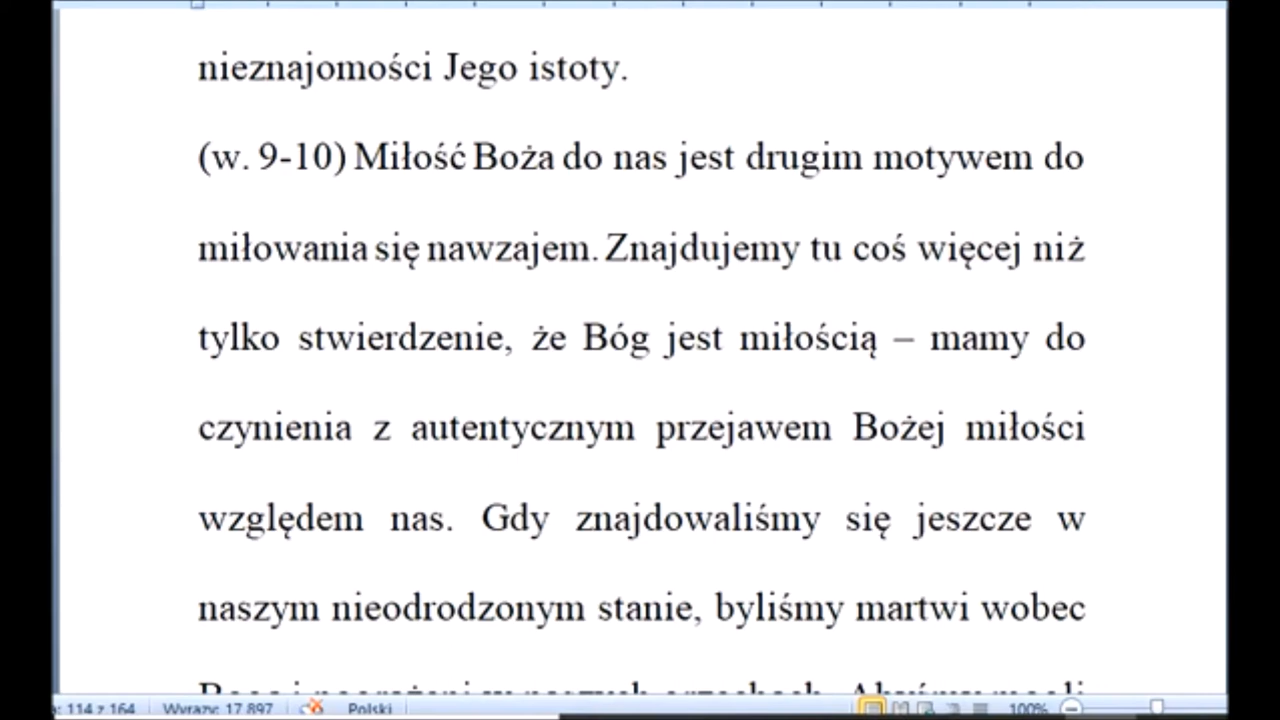 nieznajomości Jego istoty.
(w. 9-10) Miłość Boża do nas jest drugim motywem do
miłowania się nawzajem. Znajdujemy tu coś więcej niż
tylko stwierdzenie, że Bóg jest miłością – mamy do
czynienia z autentycznym przejawem Bożej miłości
względem nas. Gdy znajdowaliśmy się jeszcze w
naszym nieodrodzonym stanie, byliśmy martwi wobec
114 z 164 Wyrazy: 17 897 Polski 100%